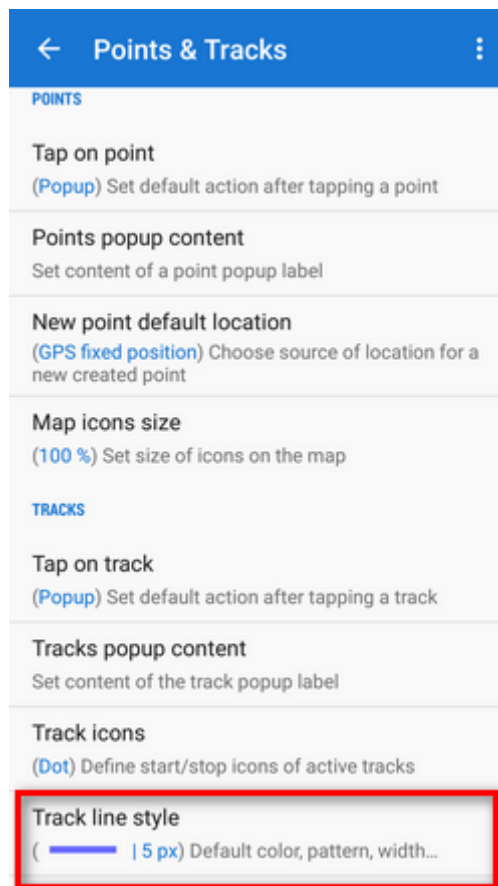 Points & Tracks
POINTS
Tap on point
(Popup) Set default action after tapping a point
Points popup content
Set content of a point popup label
New point default location
(GPS fixed position) Choose source of location for a
new created point
Map icons size
(100 %) Set size of icons on the map
TRACKS
Tap on track
(Popup) Set default action after tapping a track
Tracks popup content
Set content of the track popup label
Track icons
(Dot) Define start/stop icons of active tracks
Track line style
( | 5 px) Default color, pattern, width...